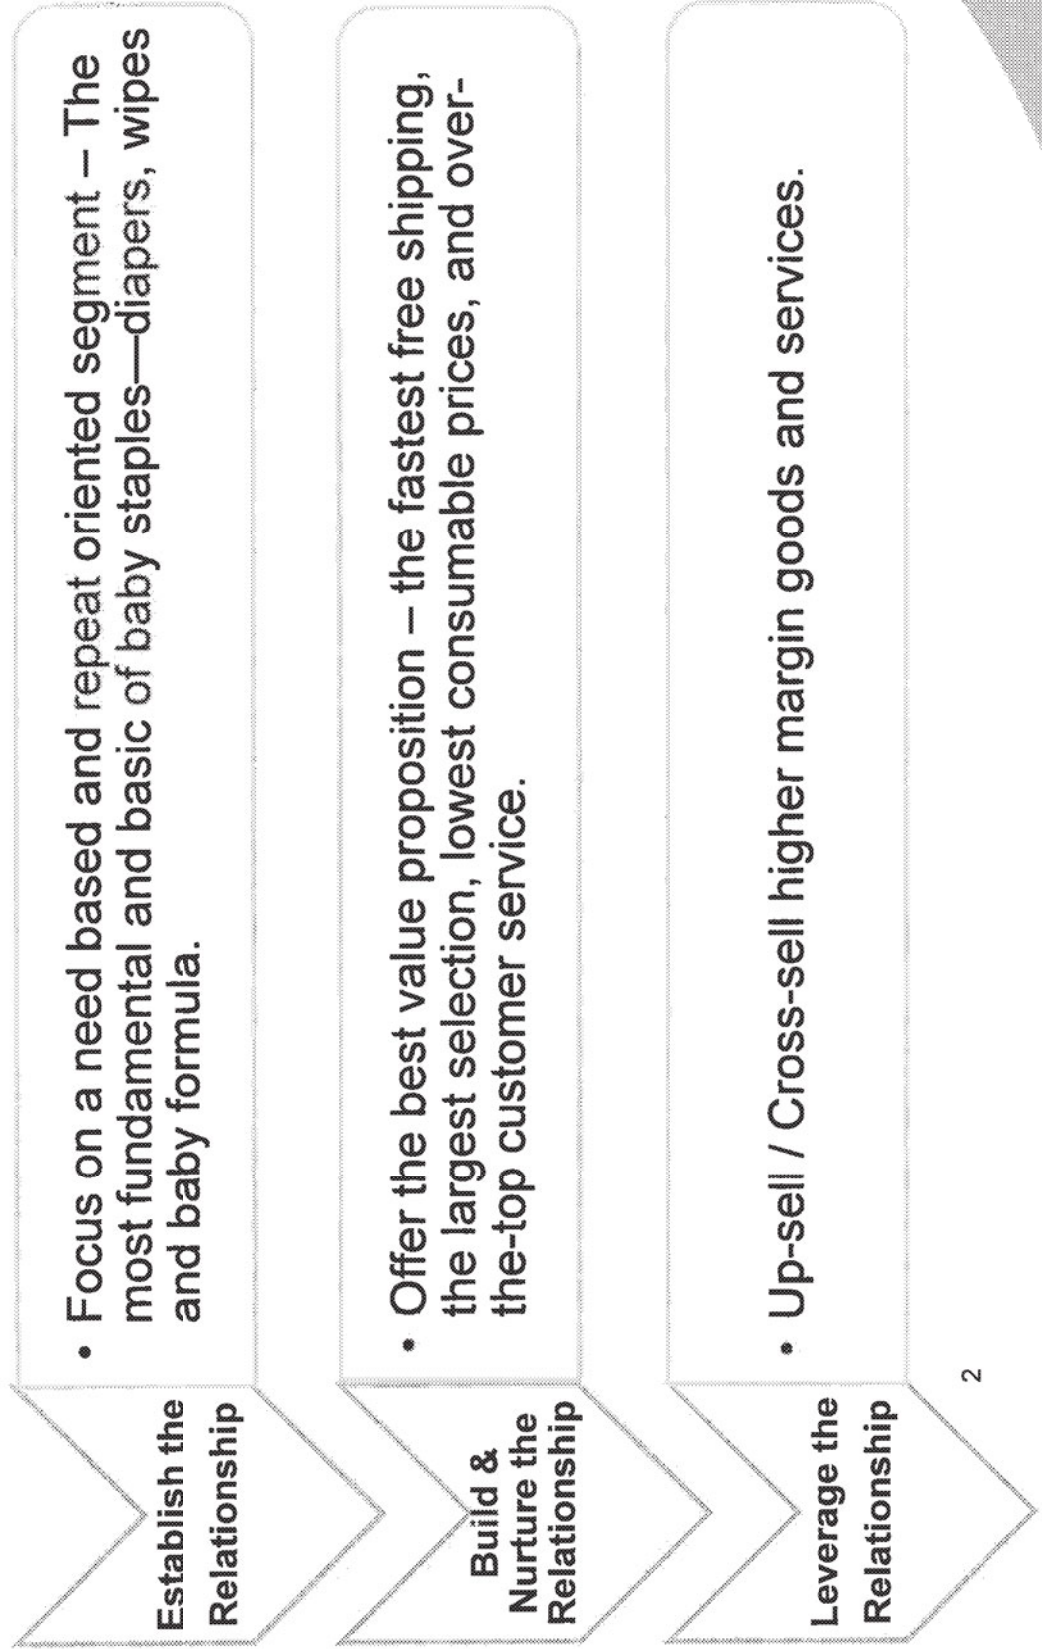 Establish the
Relationship
• Focus on a need based and repeat oriented segment – The
most fundamental and basic of baby staples—diapers, wipes
and baby formula.
Build &
Nurture the
Relationship
• Offer the best value proposition – the fastest free shipping,
the largest selection, lowest consumable prices, and over-
the-top customer service.
Leverage the
Relationship
• Up-sell / Cross-sell higher margin goods and services.
2